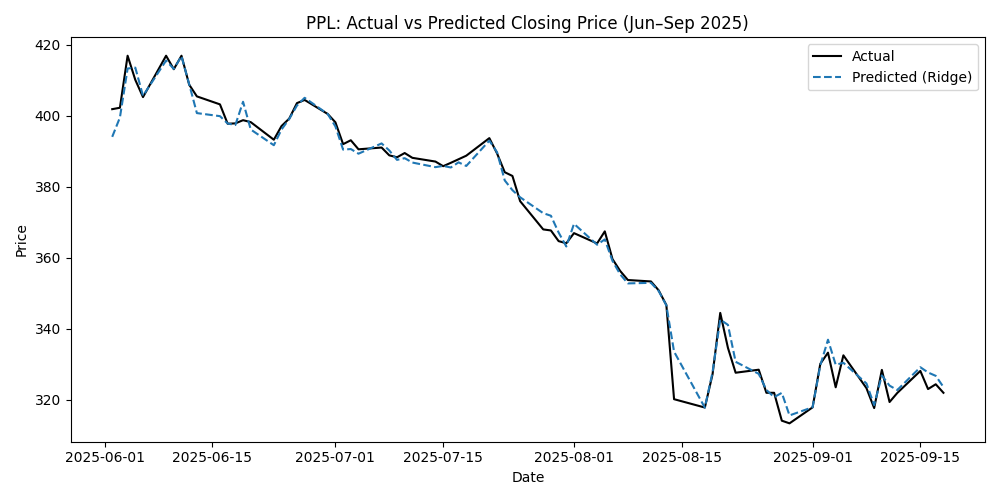 PPL: Actual vs Predicted Closing Price (Jun–Sep 2025)
Actual
Predicted (Ridge)
Price
420
400
380
360
340
320
2025-06-01
2025-06-15
2025-07-01
2025-07-15
2025-08-01
2025-08-15
2025-09-01
2025-09-15
Date